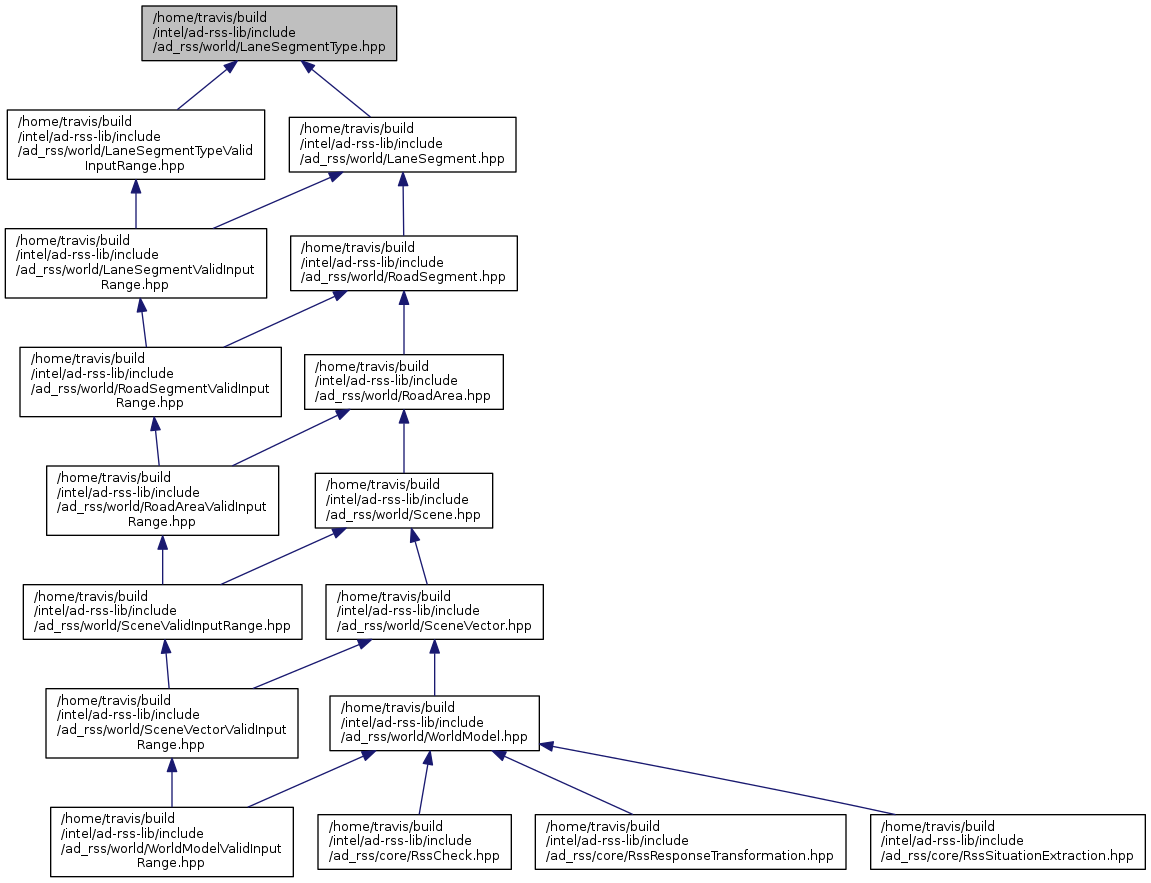 /home/travis/build
/intel/ad-rss-lib/include
/ad_rss/world/LaneSegmentType.hpp
/home/travis/build
/intel/ad-rss-lib/include
/ad_rss/world/LaneSegmentTypeValid
InputRange.hpp
/home/travis/build
/intel/ad-rss-lib/include
/ad_rss/world/LaneSegment.hpp
/home/travis/build
/intel/ad-rss-lib/include
/ad_rss/world/LaneSegmentValidInput
Range.hpp
/home/travis/build
/intel/ad-rss-lib/include
/ad_rss/world/RoadSegment.hpp
/home/travis/build
/intel/ad-rss-lib/include
/ad_rss/world/RoadSegmentValidInput
Range.hpp
/home/travis/build
/intel/ad-rss-lib/include
/ad_rss/world/RoadArea.hpp
/home/travis/build
/intel/ad-rss-lib/include
/ad_rss/world/RoadAreaValidInput
Range.hpp
/home/travis/build
/intel/ad-rss-lib/include
/ad_rss/world/Scene.hpp
/home/travis/build
/intel/ad-rss-lib/include
/ad_rss/world/SceneValidInputRange.hpp
/home/travis/build
/intel/ad-rss-lib/include
/ad_rss/world/SceneVector.hpp
/home/travis/build
/intel/ad-rss-lib/include
/ad_rss/world/SceneVectorValidInput
Range.hpp
/home/travis/build
/intel/ad-rss-lib/include
/ad_rss/world/WorldModel.hpp
/home/travis/build
/intel/ad-rss-lib/include
/ad_rss/world/WorldModelValidInput
Range.hpp
/home/travis/build
/intel/ad-rss-lib/include
/ad_rss/core/RssCheck.hpp
/home/travis/build
/intel/ad-rss-lib/include
/ad_rss/core/RssResponseTransformation.hpp
/home/travis/build
/intel/ad-rss-lib/include
/ad_rss/core/RssSituationExtraction.hpp